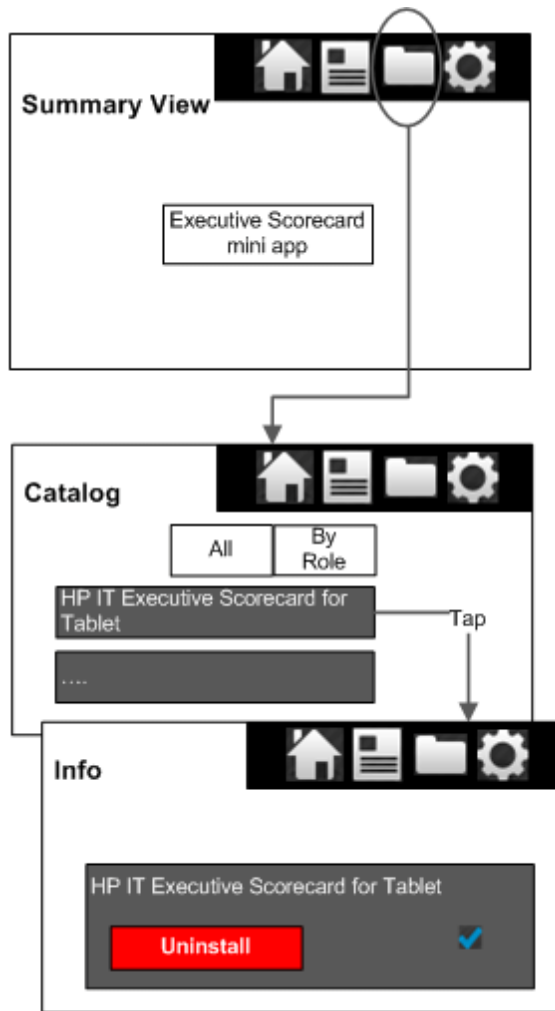 Summary View
Executive Scorecard
mini app
Catalog
All
By
Role
HP IT Executive Scorecard for
Tablet
Tap
....
Info
HP IT Executive Scorecard for Tablet
Uninstall